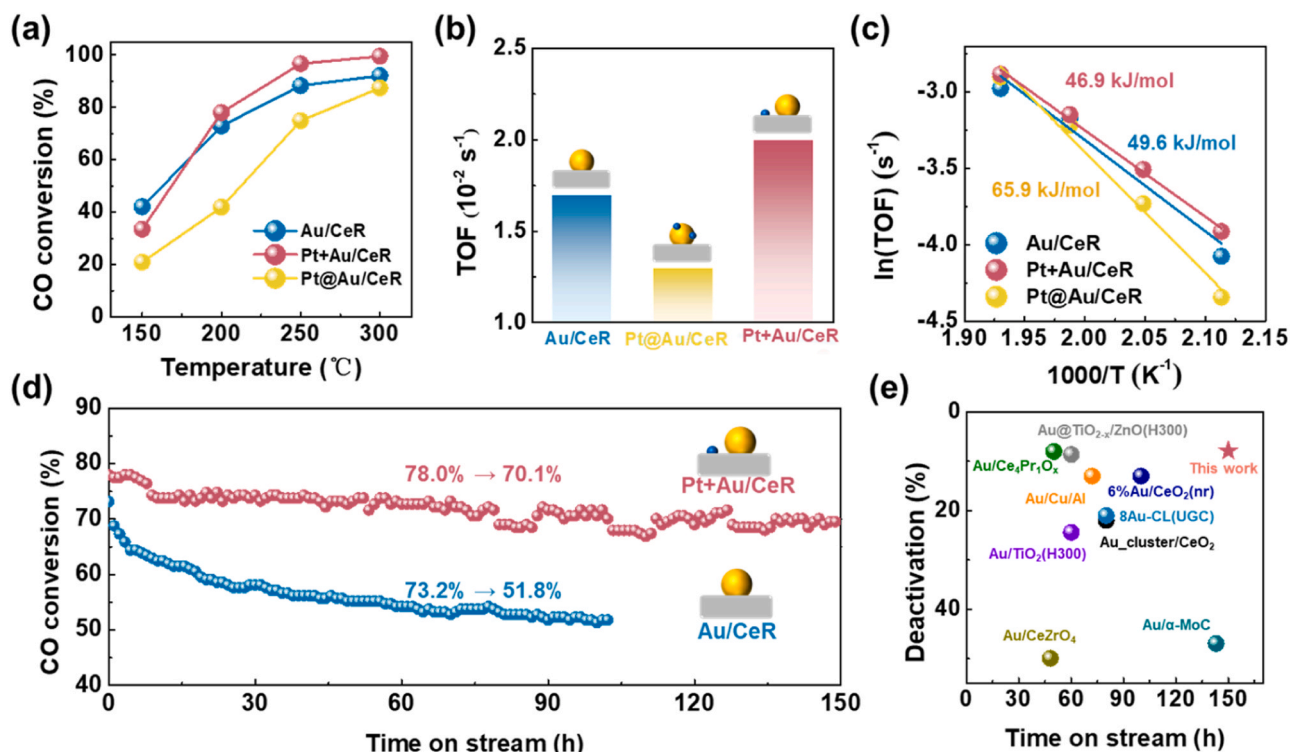 (a)
CO conversion (%)
100
80
60
40
20
0
150
200
250
300
Temperature (℃)
Au/CeR
Pt+Au/CeR
Pt@Au/CeR
(b)
TOF (10⁻² s⁻¹)
2.5
2.0
1.5
1.0
Au/CeR
Pt@Au/CeR
Pt+Au/CeR
(c)
ln(TOF) (s⁻¹)
-3.0
-3.5
-4.0
-4.5
46.9 kJ/mol
49.6 kJ/mol
65.9 kJ/mol
Au/CeR
Pt+Au/CeR
Pt@Au/CeR
1.90
1.95
2.00
2.05
2.10
2.15
1000/T (K⁻¹)
(d)
CO conversion (%)
90
80
70
60
50
40
78.0% → 70.1%
Pt+Au/CeR
73.2% → 51.8%
Au/CeR
0
30
60
90
120
150
Time on stream (h)
(e)
Deactivation (%)
0
20
40
Au@TiO₂₋ₓ/ZnO(H300)
Au/Ce₄Pr₁Oₓ
This work
Au/Cu/Al
6%Au/CeO₂(nr)
8Au-CL(UGC)
Au_cluster/CeO₂
Au/TiO₂(H300)
Au/CeZrO₄
Au/α-MoC
0
30
60
90
120
150
Time on stream (h)